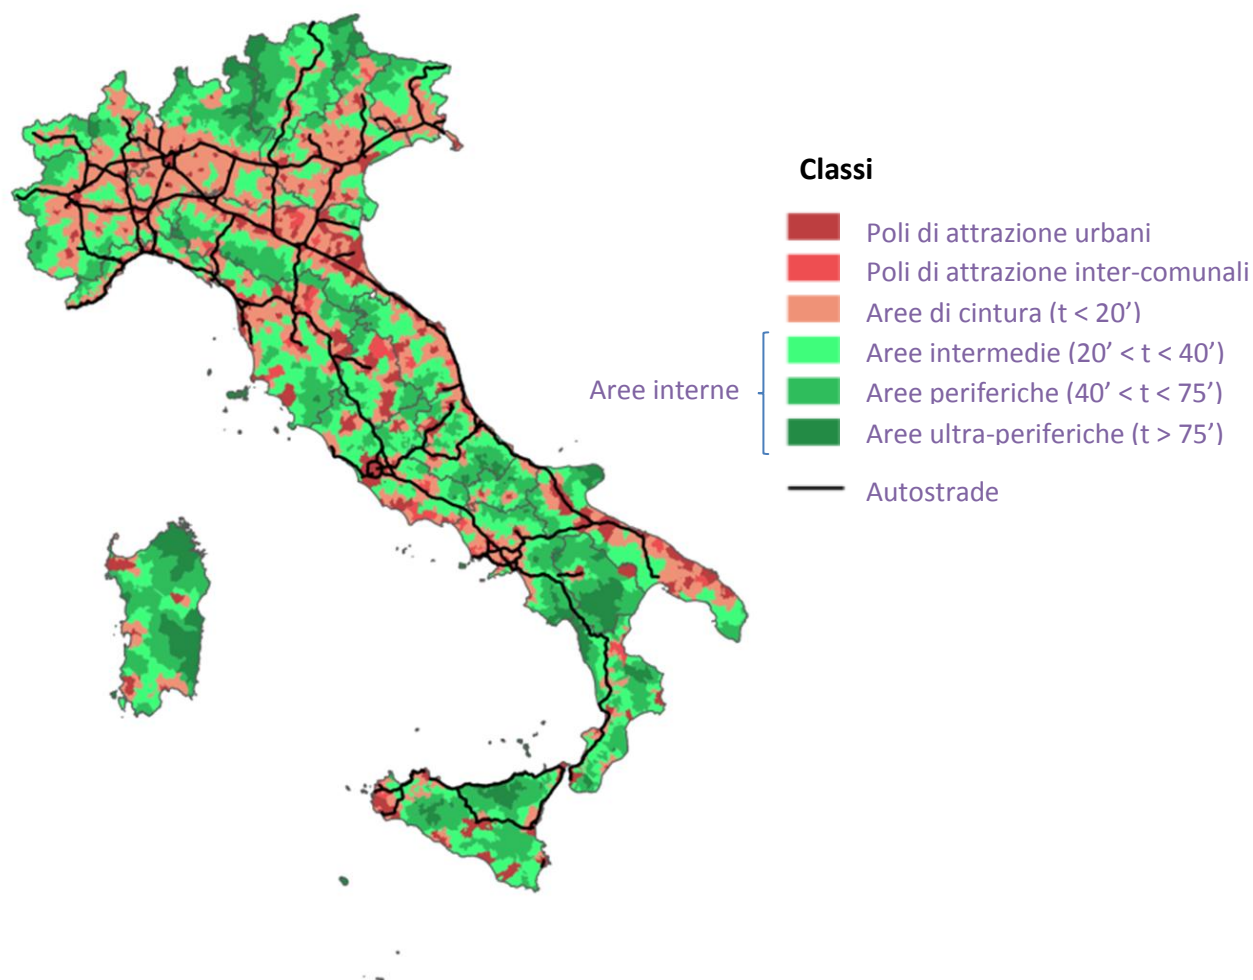 Classi
Poli di attrazione urbani
Poli di attrazione inter-comunali
Aree di cintura (t < 20’)
Aree intermedie (20’ < t < 40’)
Aree interne
Aree periferiche (40’ < t < 75’)
Aree ultra-periferiche (t > 75’)
Autostrade